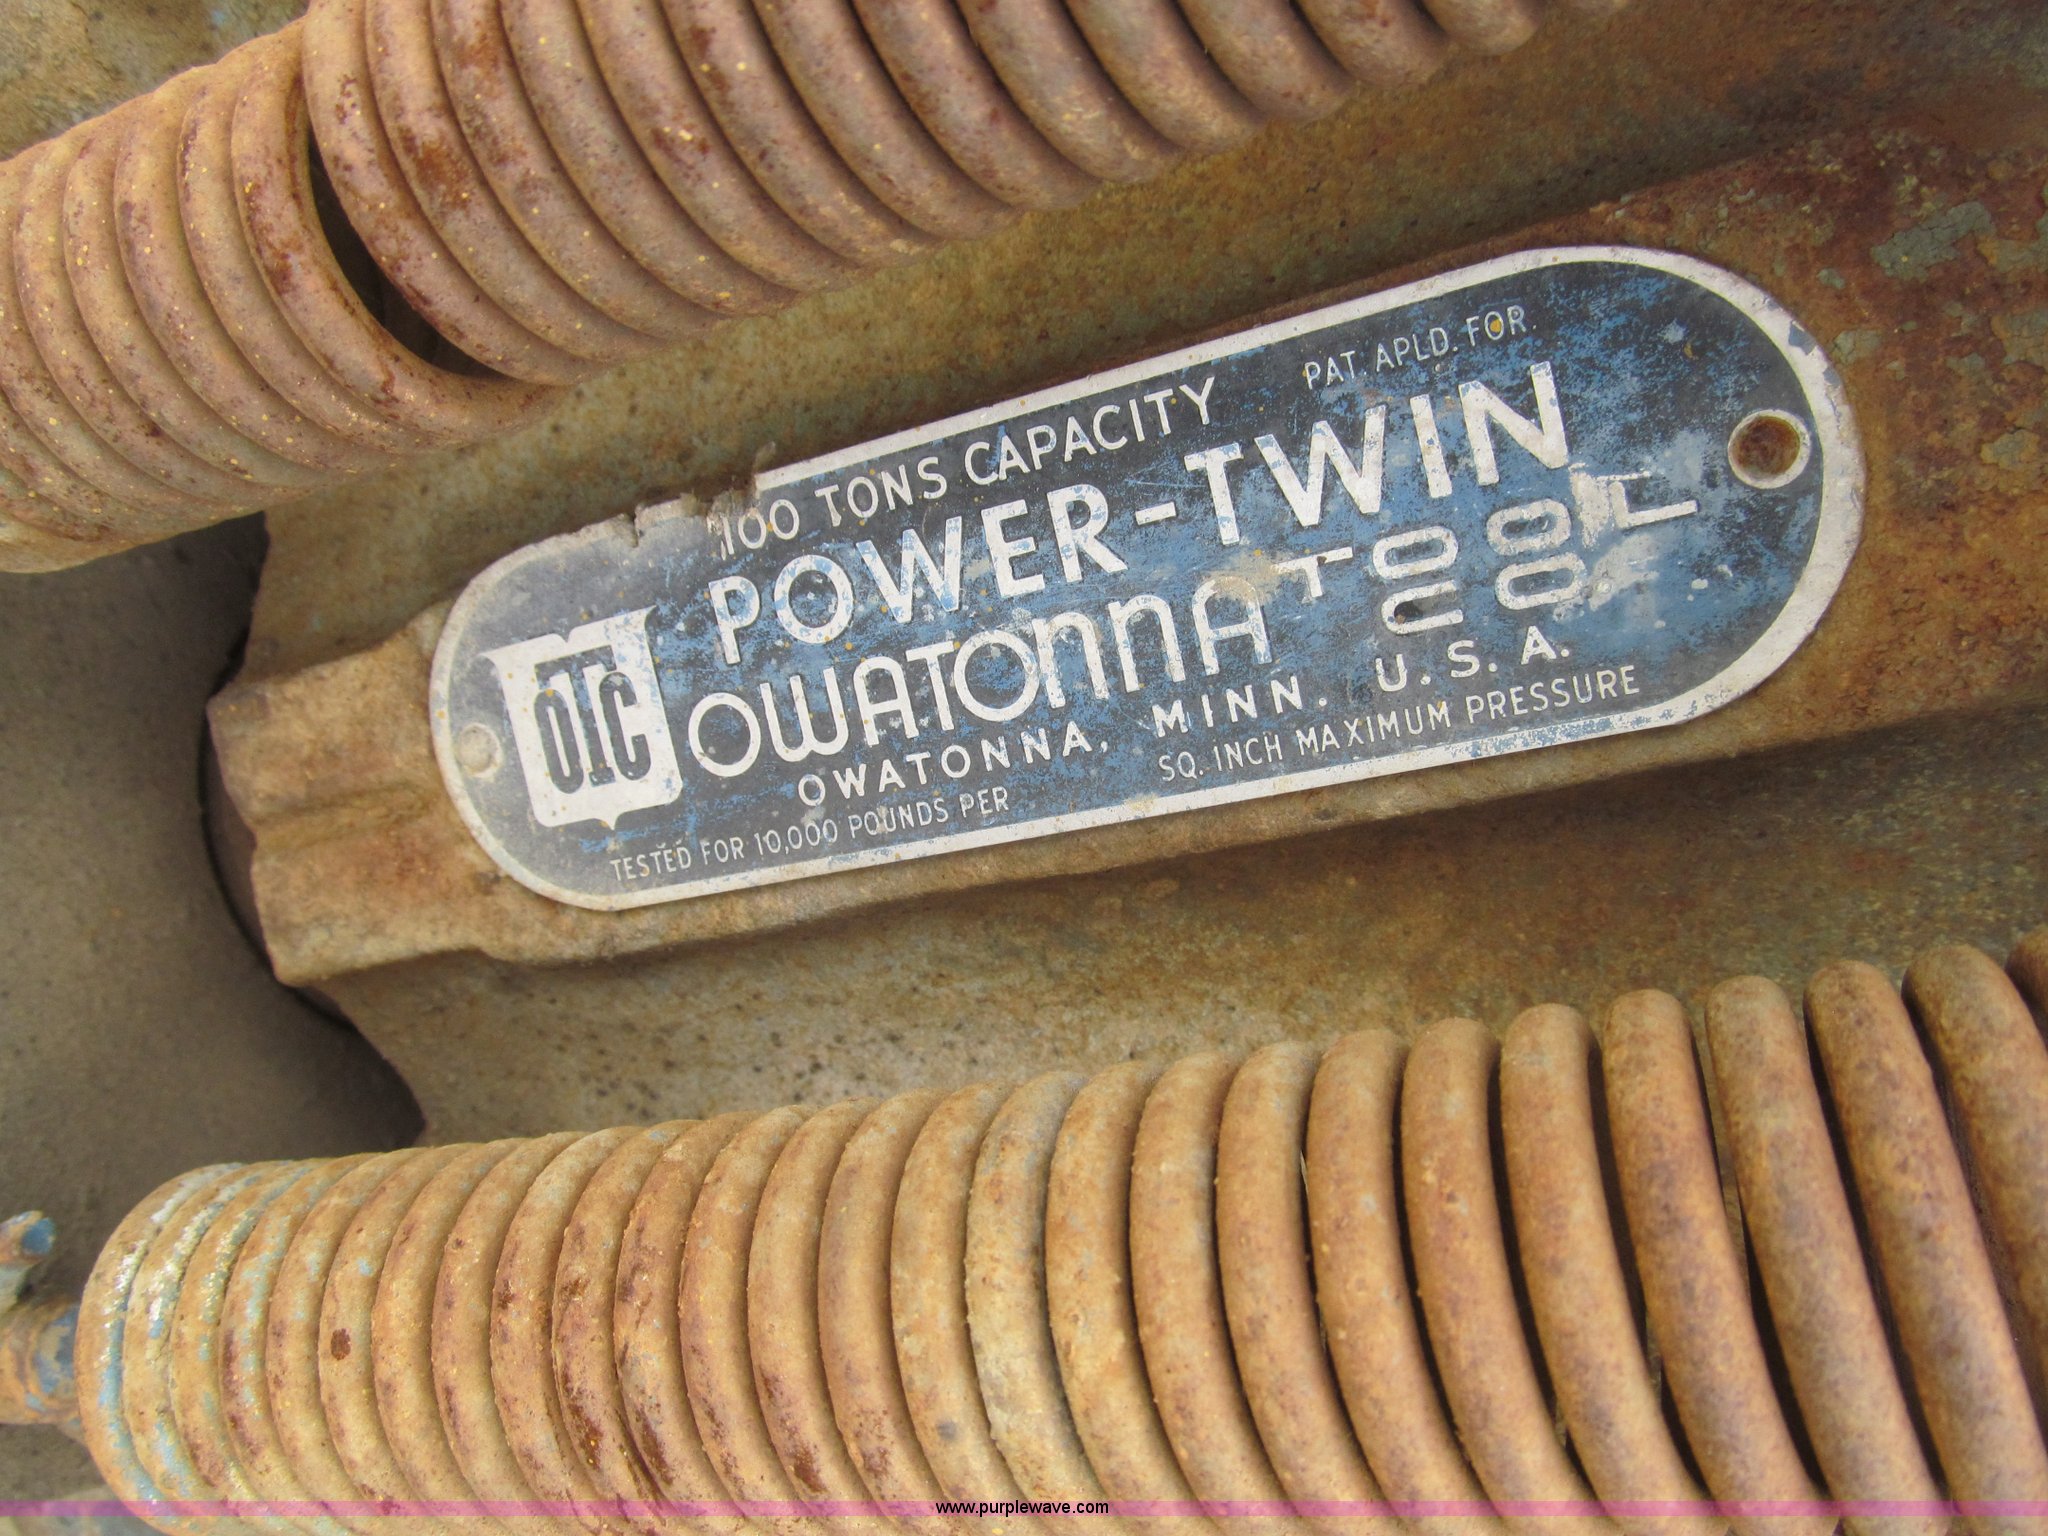 100 TONS CAPACITY PAT. APLD. FOR.
POWER-TWIN
OTC
OWATONNA TOOL CO.
OWATONNA, MINN. U.S.A.
TESTED FOR 10,000 POUNDS PER SQ. INCH MAXIMUM PRESSURE
www.purplewave.com